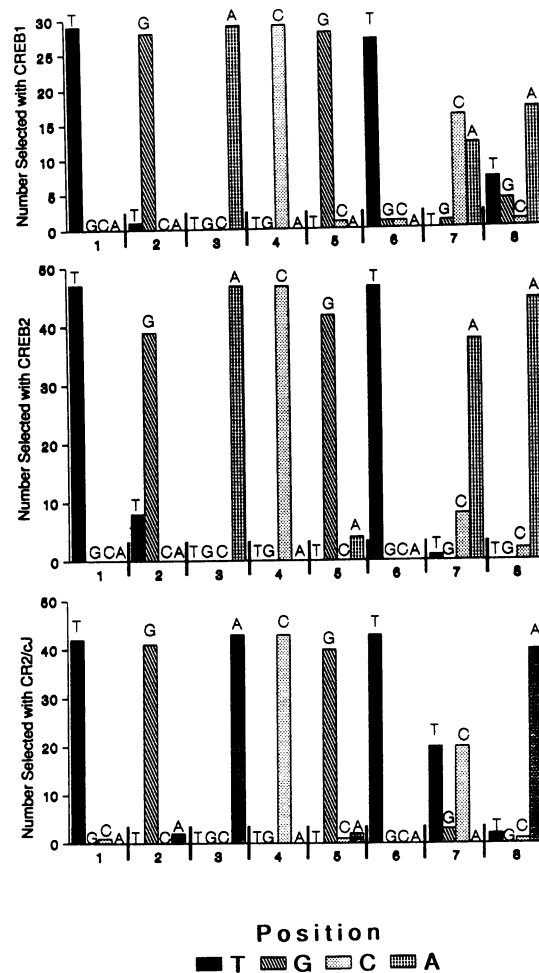 Number Selected with CREB1
30
25
20
15
10
5
0
T G C A T G C A T G C A T G C A T G C A T G C A T G C A T G C A
1 2 3 4 5 6 7 8
Number Selected with CREB2
50
40
30
20
10
0
T G C A T G C A T G C A T G C A T G C A T G C A T G C A T G C A
1 2 3 4 5 6 7 8
Number Selected with CR2/cJ
50
40
30
20
10
0
T G C A T G C A T G C A T G C A T G C A T G C A T G C A T G C A
1 2 3 4 5 6 7 8
Position
T G C A